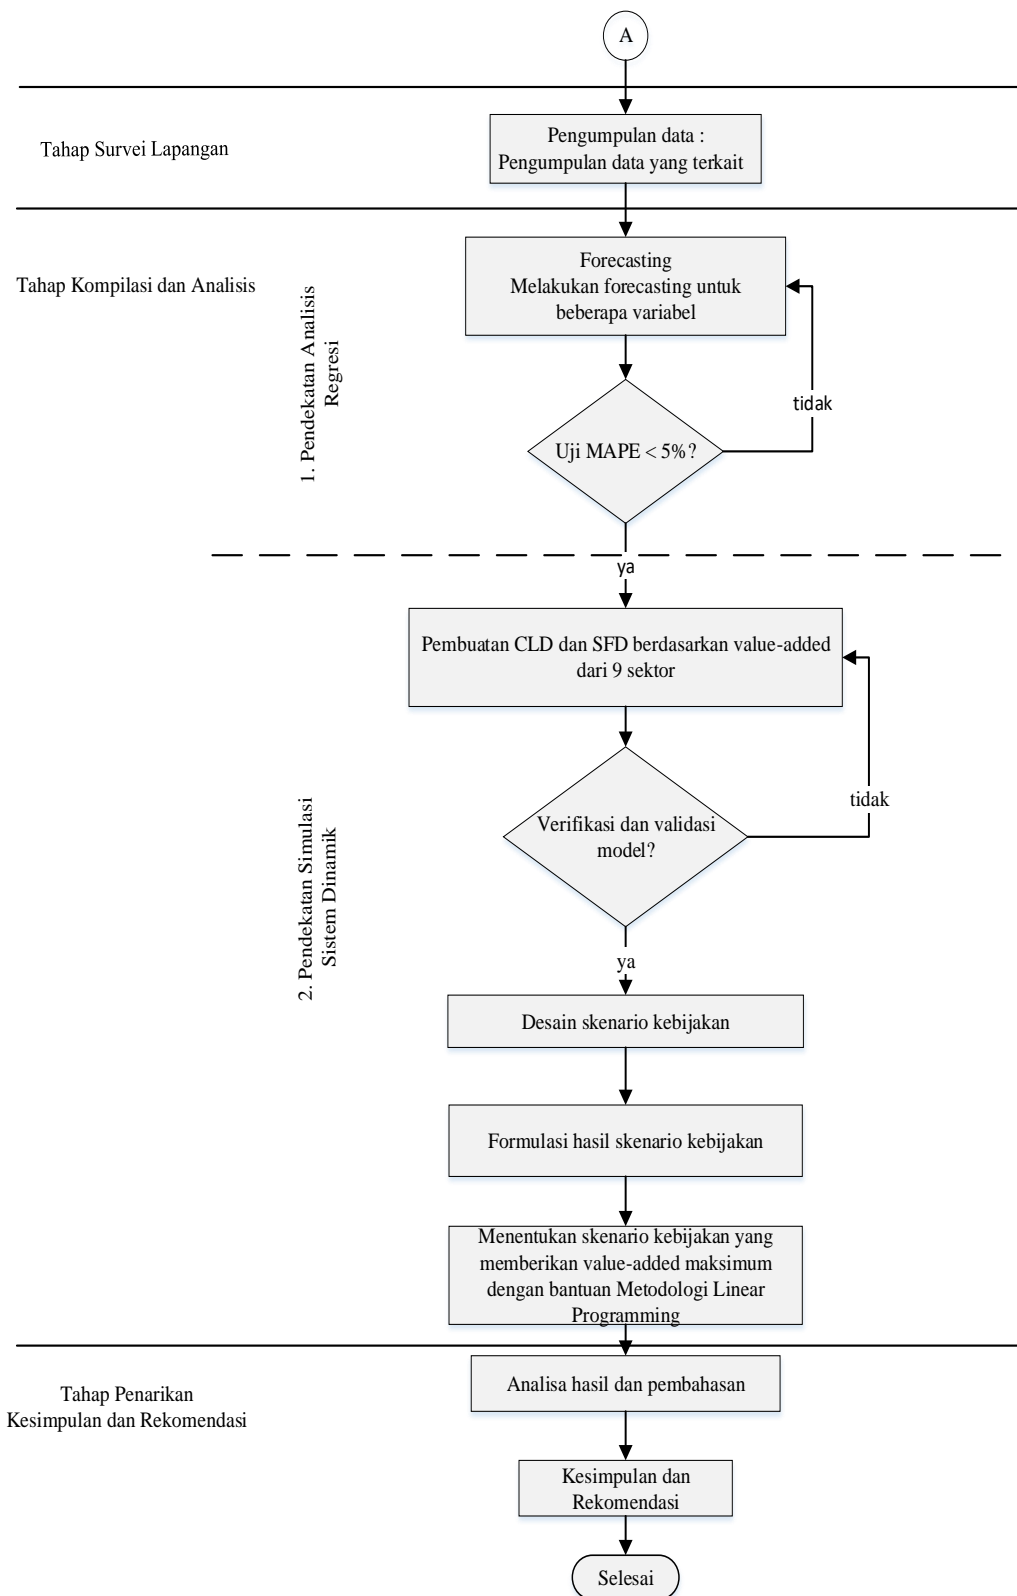 A
Tahap Survei Lapangan
Pengumpulan data :
Pengumpulan data yang terkait
Tahap Kompilasi dan Analisis
1. Pendekatan Analisis
Regresi
Forecasting
Melakukan forecasting untuk
beberapa variabel
tidak
Uji MAPE < 5%?
ya
2. Pendekatan Simulasi
Sistem Dinamik
Pembuatan CLD dan SFD berdasarkan value-added
dari 9 sektor
tidak
Verifikasi dan validasi
model?
ya
Desain skenario kebijakan
Formulasi hasil skenario kebijakan
Menentukan skenario kebijakan yang
memberikan value-added maksimum
dengan bantuan Metodologi Linear
Programming
Tahap Penarikan
Kesimpulan dan Rekomendasi
Analisa hasil dan pembahasan
Kesimpulan dan
Rekomendasi
Selesai